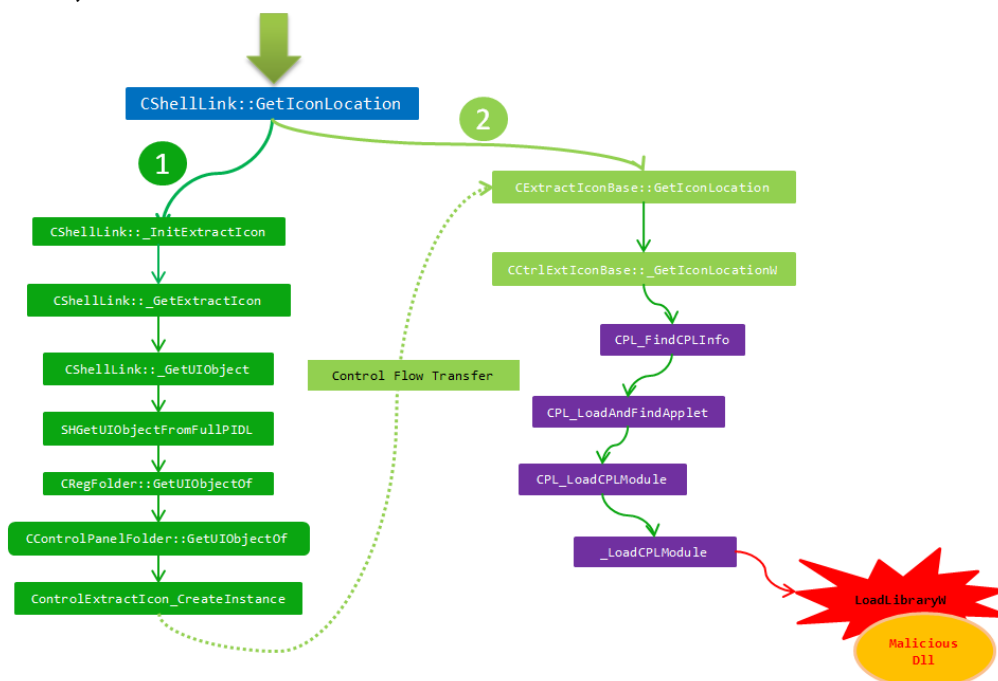 CShellLink::GetIconLocation
2
1
CExtractIconBase::GetIconLocation
CShellLink::_InitExtractIcon
CCtrlExtIconBase::_GetIconLocationW
CShellLink::_GetExtractIcon
CPL_FindCPLInfo
CShellLink::_GetUIObject
Control Flow Transfer
CPL_LoadAndFindApplet
SHGetUIObjectFromFullPIDL
CPL_LoadCPLModule
CRegFolder::GetUIObjectOf
CControlPanelFolder::GetUIObjectOf
_LoadCPLModule
ControlExtractIcon_CreateInstance
LoadLibraryW
Malicious
Dll